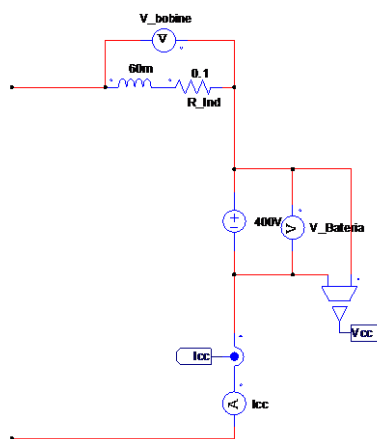 V_bobine
V
60m
0.1
R_Ind
400V
V
V_Bateria
Vcc
Icc
A
Icc